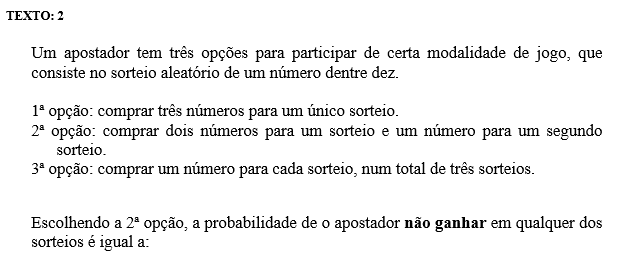 TEXTO: 2
Um apostador tem três opções para participar de certa modalidade de jogo, que
consiste no sorteio aleatório de um número dentre dez.
1ª opção: comprar três números para um único sorteio.
2ª opção: comprar dois números para um sorteio e um número para um segundo
sorteio.
3ª opção: comprar um número para cada sorteio, num total de três sorteios.
Escolhendo a 2ª opção, a probabilidade de o apostador não ganhar em qualquer dos
sorteios é igual a: